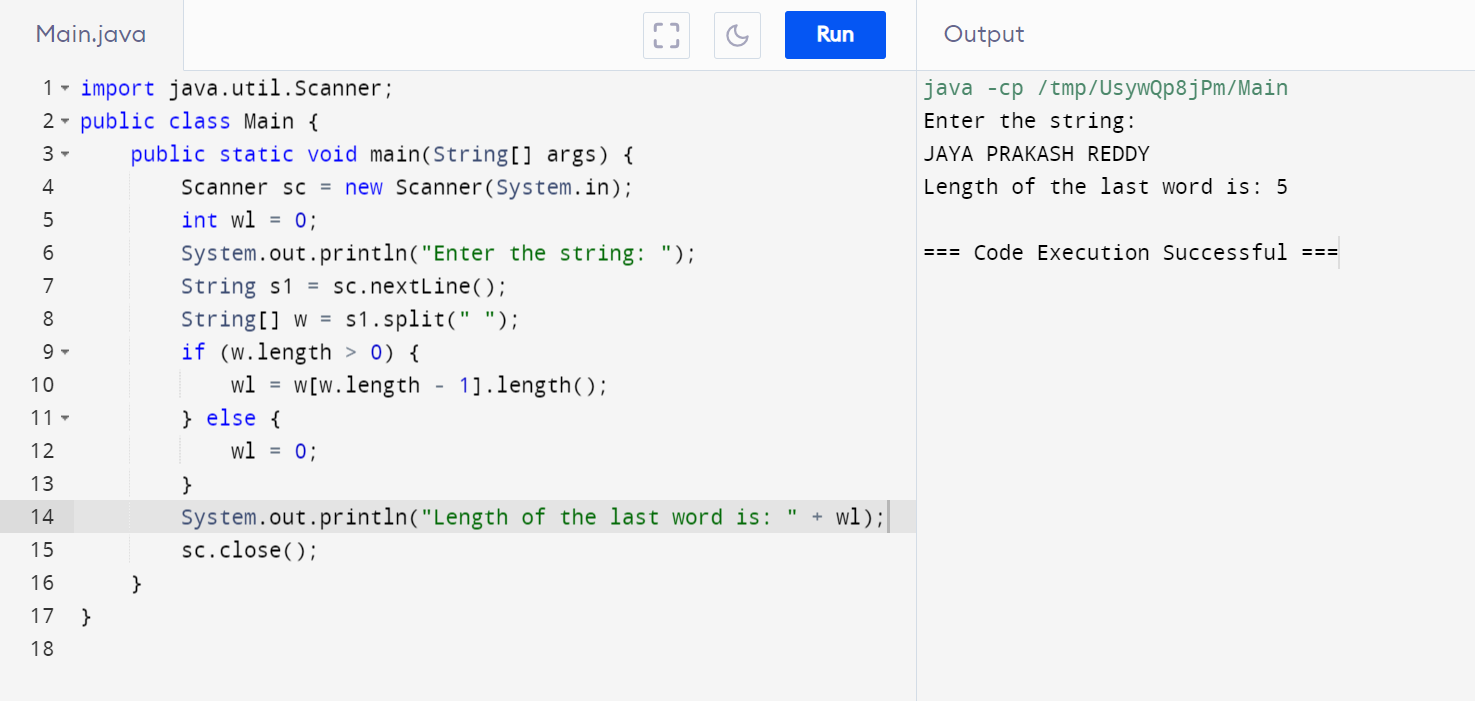 Main.java
Run
Output
1 import java.util.Scanner;
2 public class Main {
3 public static void main(String[] args) {
4 Scanner sc = new Scanner(System.in);
5 int wl = 0;
6 System.out.println("Enter the string: ");
7 String s1 = sc.nextLine();
8 String[] w = s1.split(" ");
9 if (w.length > 0) {
10 wl = w[w.length - 1].length();
11 } else {
12 wl = 0;
13 }
14 System.out.println("Length of the last word is: " + wl);
15 sc.close();
16 }
17 }
18
java -cp /tmp/UsywQp8jPm/Main
Enter the string:
JAYA PRAKASH REDDY
Length of the last word is: 5
=== Code Execution Successful ===